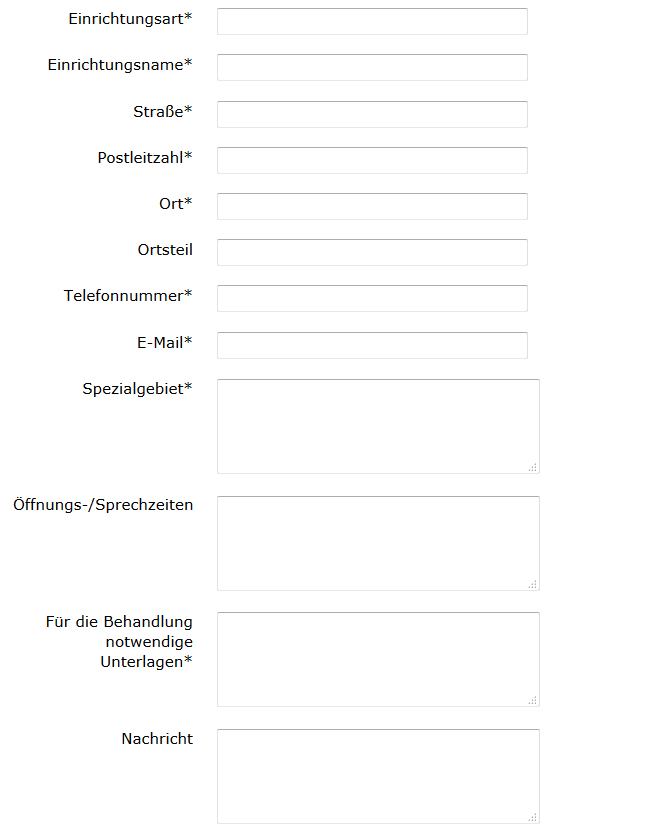 Einrichtungsart*
Einrichtungsname*
Straße*
Postleitzahl*
Ort*
Ortsteil
Telefonnummer*
E-Mail*
Spezialgebiet*
Öffnungs-/Sprechzeiten
Für die Behandlung
notwendige
Unterlagen*
Nachricht